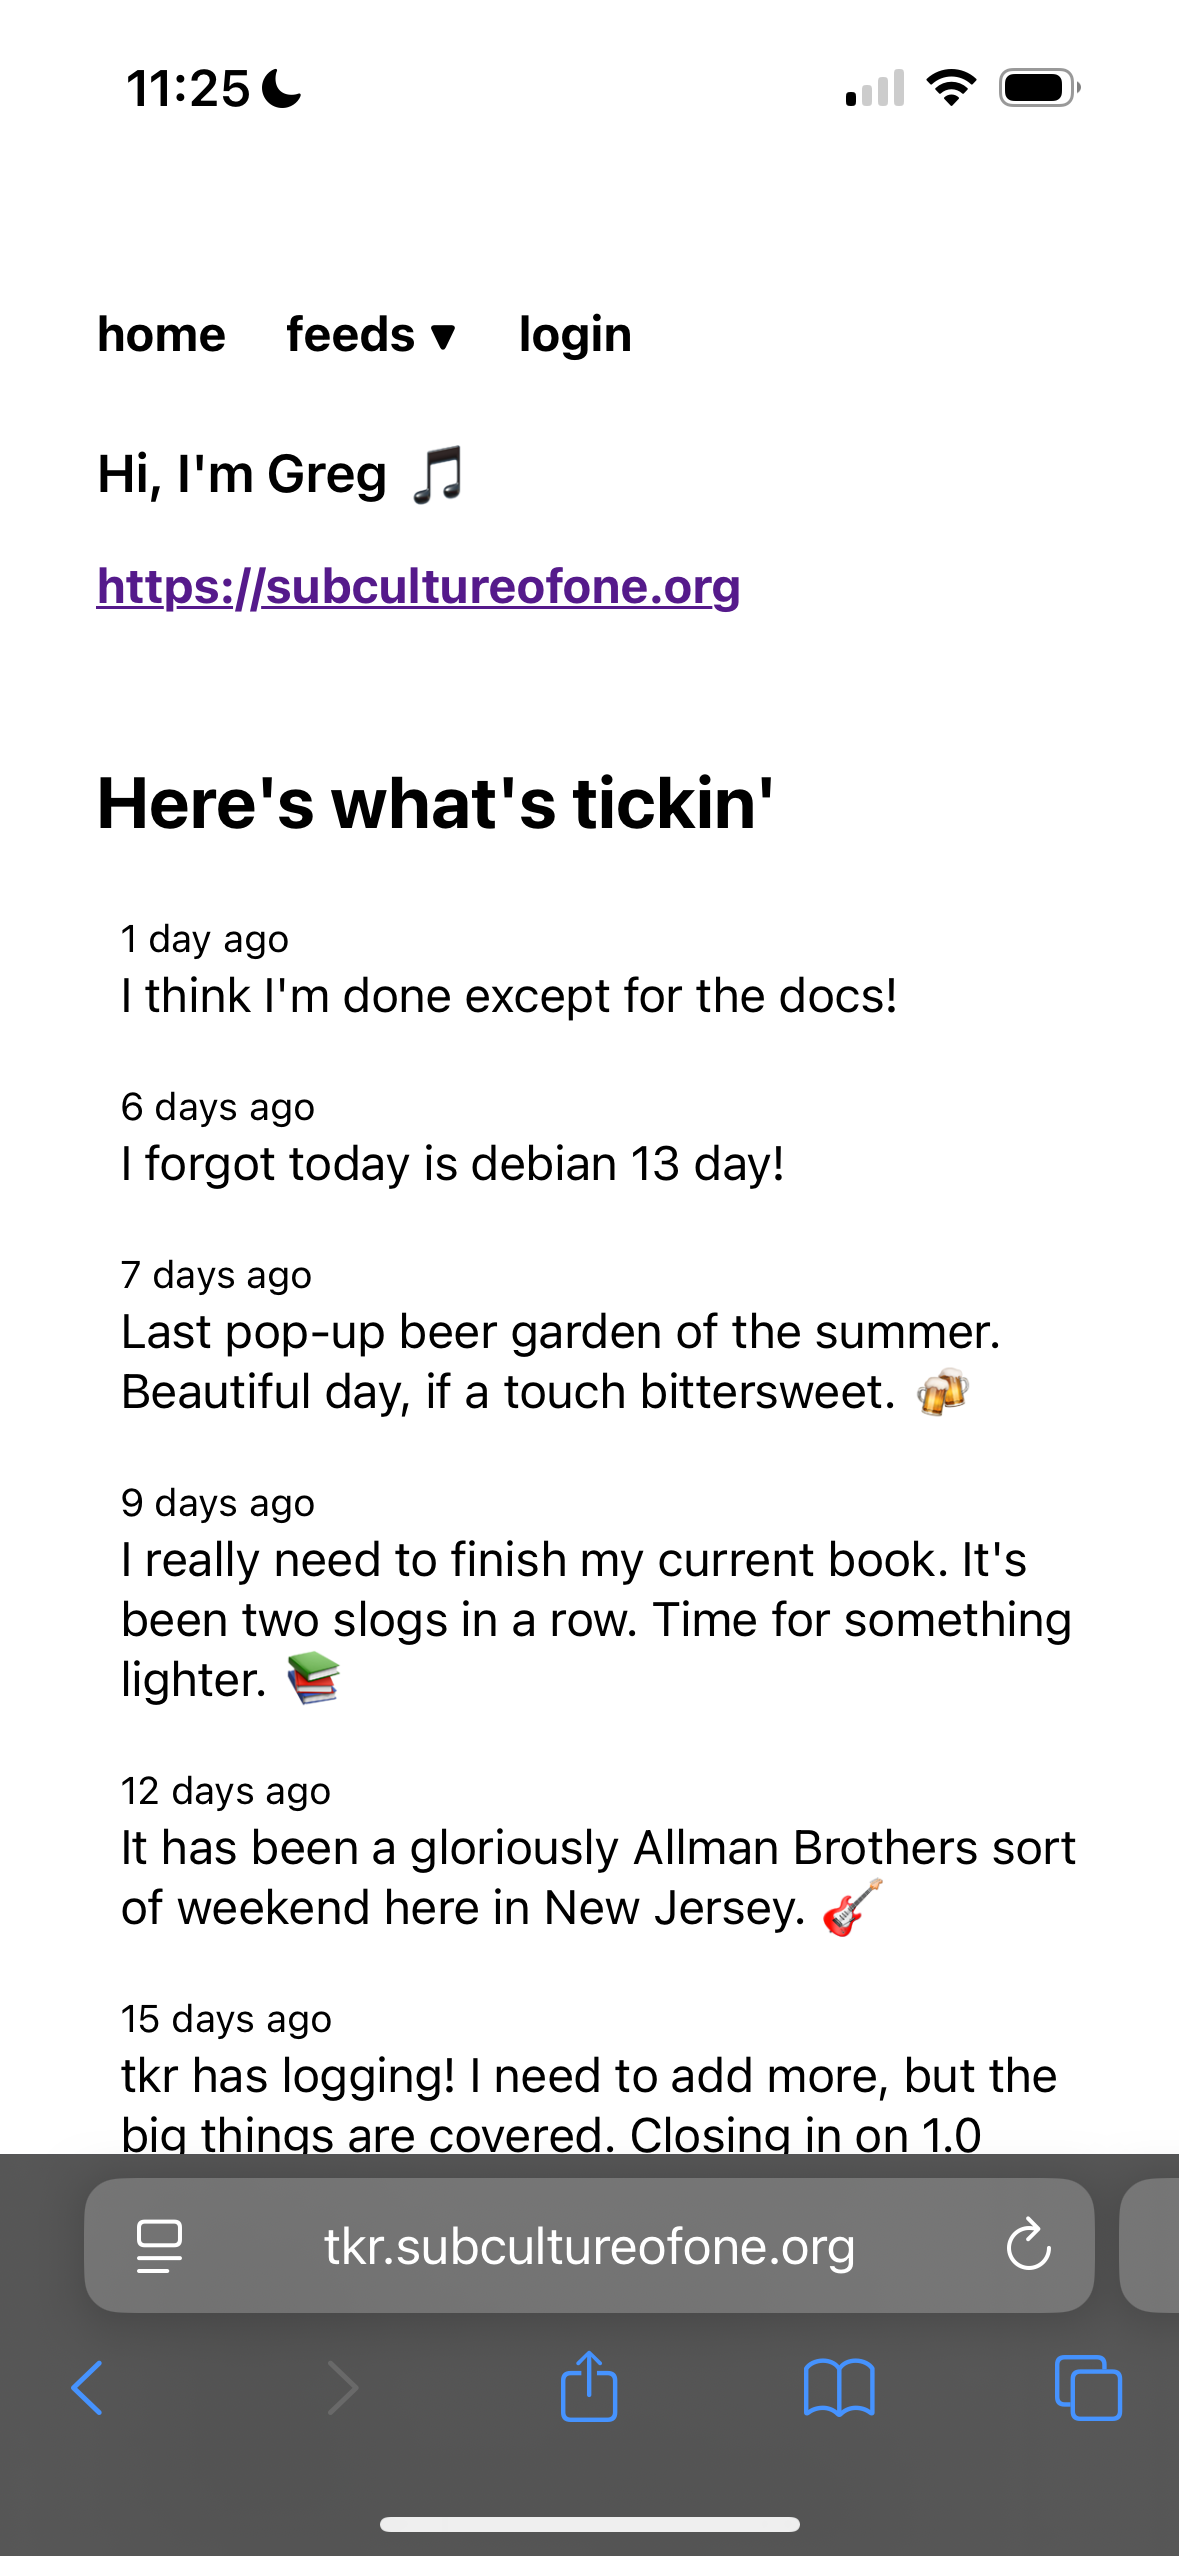 11:25
home feeds ▼ login
Hi, I'm Greg 🎵
https://subcultureofone.org
Here's what's tickin'
1 day ago
I think I'm done except for the docs!
6 days ago
I forgot today is debian 13 day!
7 days ago
Last pop-up beer garden of the summer.
Beautiful day, if a touch bittersweet. 🍻
9 days ago
I really need to finish my current book. It's
been two slogs in a row. Time for something
lighter. 📚
12 days ago
It has been a gloriously Allman Brothers sort
of weekend here in New Jersey. 🎸
15 days ago
tkr has logging! I need to add more, but the
big things are covered. Closing in on 1.0
tkr.subcultureofone.org